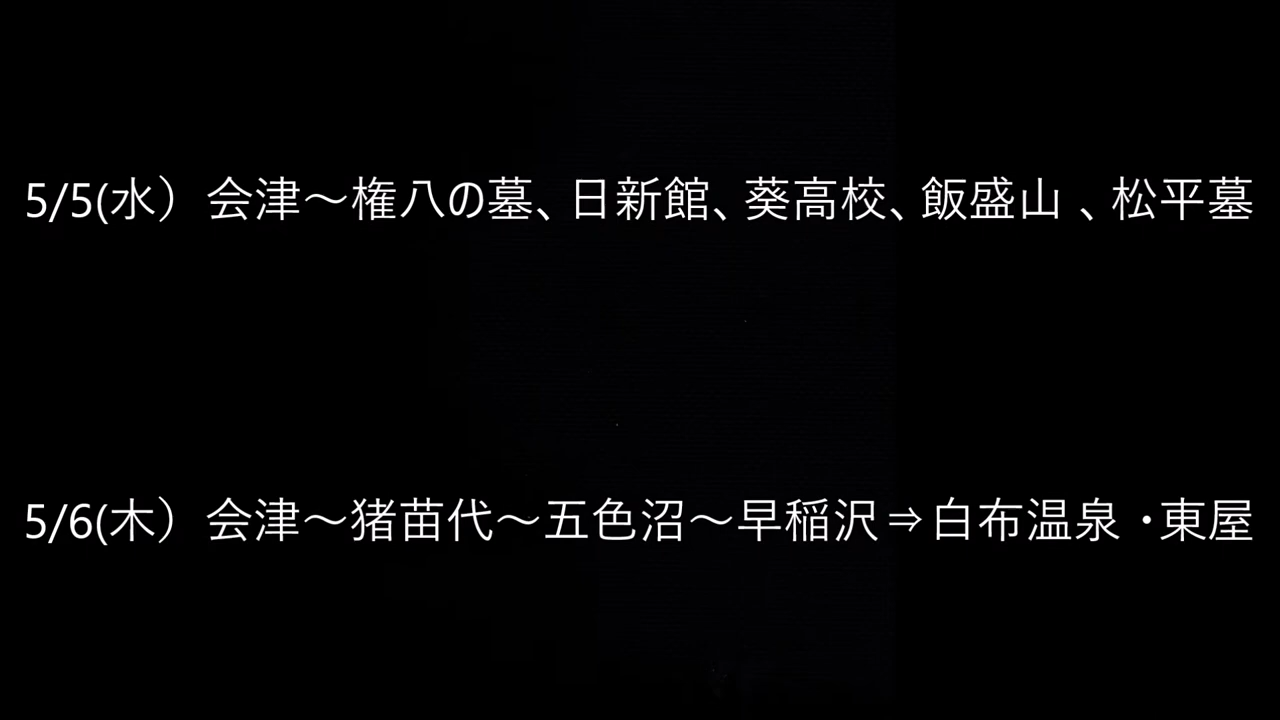 5/5(水）会津～権八の墓、日新館、葵高校、飯盛山 、松平墓
5/6(木）会津～猪苗代～五色沼～早稲沢⇒白布温泉 ・東屋